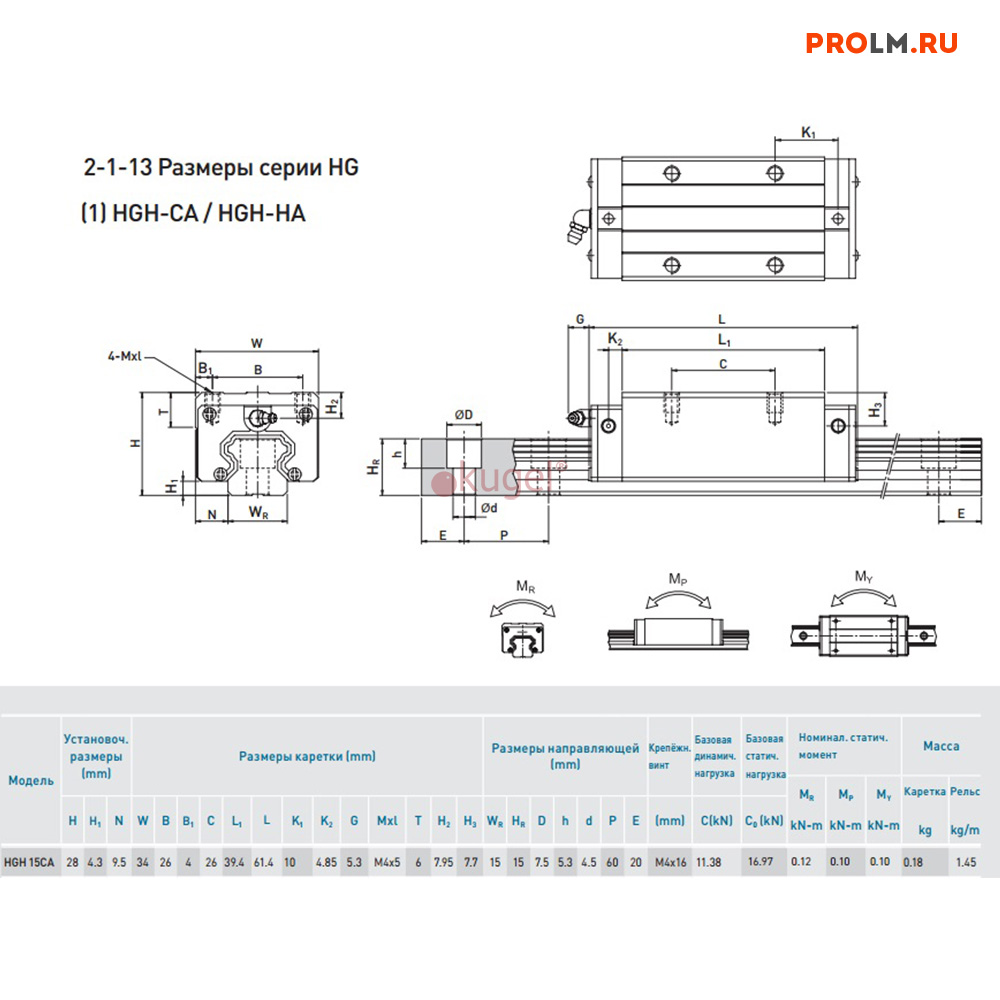 PROLM.RU
2-1-13 Размеры серии HG
(1) HGH-CA / HGH-HA
K₁
G L
K₂ L₁
C
H₃
W
4-Mxl
B₁ B
T
H₂
H
H₁
N W_R
ØD
h
H_R
kugel®
Ød
E P
E
M_R
M_P
M_Y
Модель
Установоч. размеры (mm)
Размеры каретки (mm)
Размеры направляющей (mm)
Крепёжн. винт
Базовая динамич. нагрузка
Базовая статич. нагрузка
Номинал. статич. момент
Масса
M_R M_P M_Y Каретка Рельс
H H₁ N W B B₁ C L₁ L K₁ K₂ G Mxl T H₂ H₃ W_R H_R D h d P E (mm) C(kN) C₀ (kN) kN-m kN-m kN-m kg kg/m
HGH 15CA 28 4.3 9.5 34 26 4 26 39.4 61.4 10 4.85 5.3 M4x5 6 7.95 7.7 15 15 7.5 5.3 4.5 60 20 M4x16 11.38 16.97 0.12 0.10 0.10 0.18 1.45